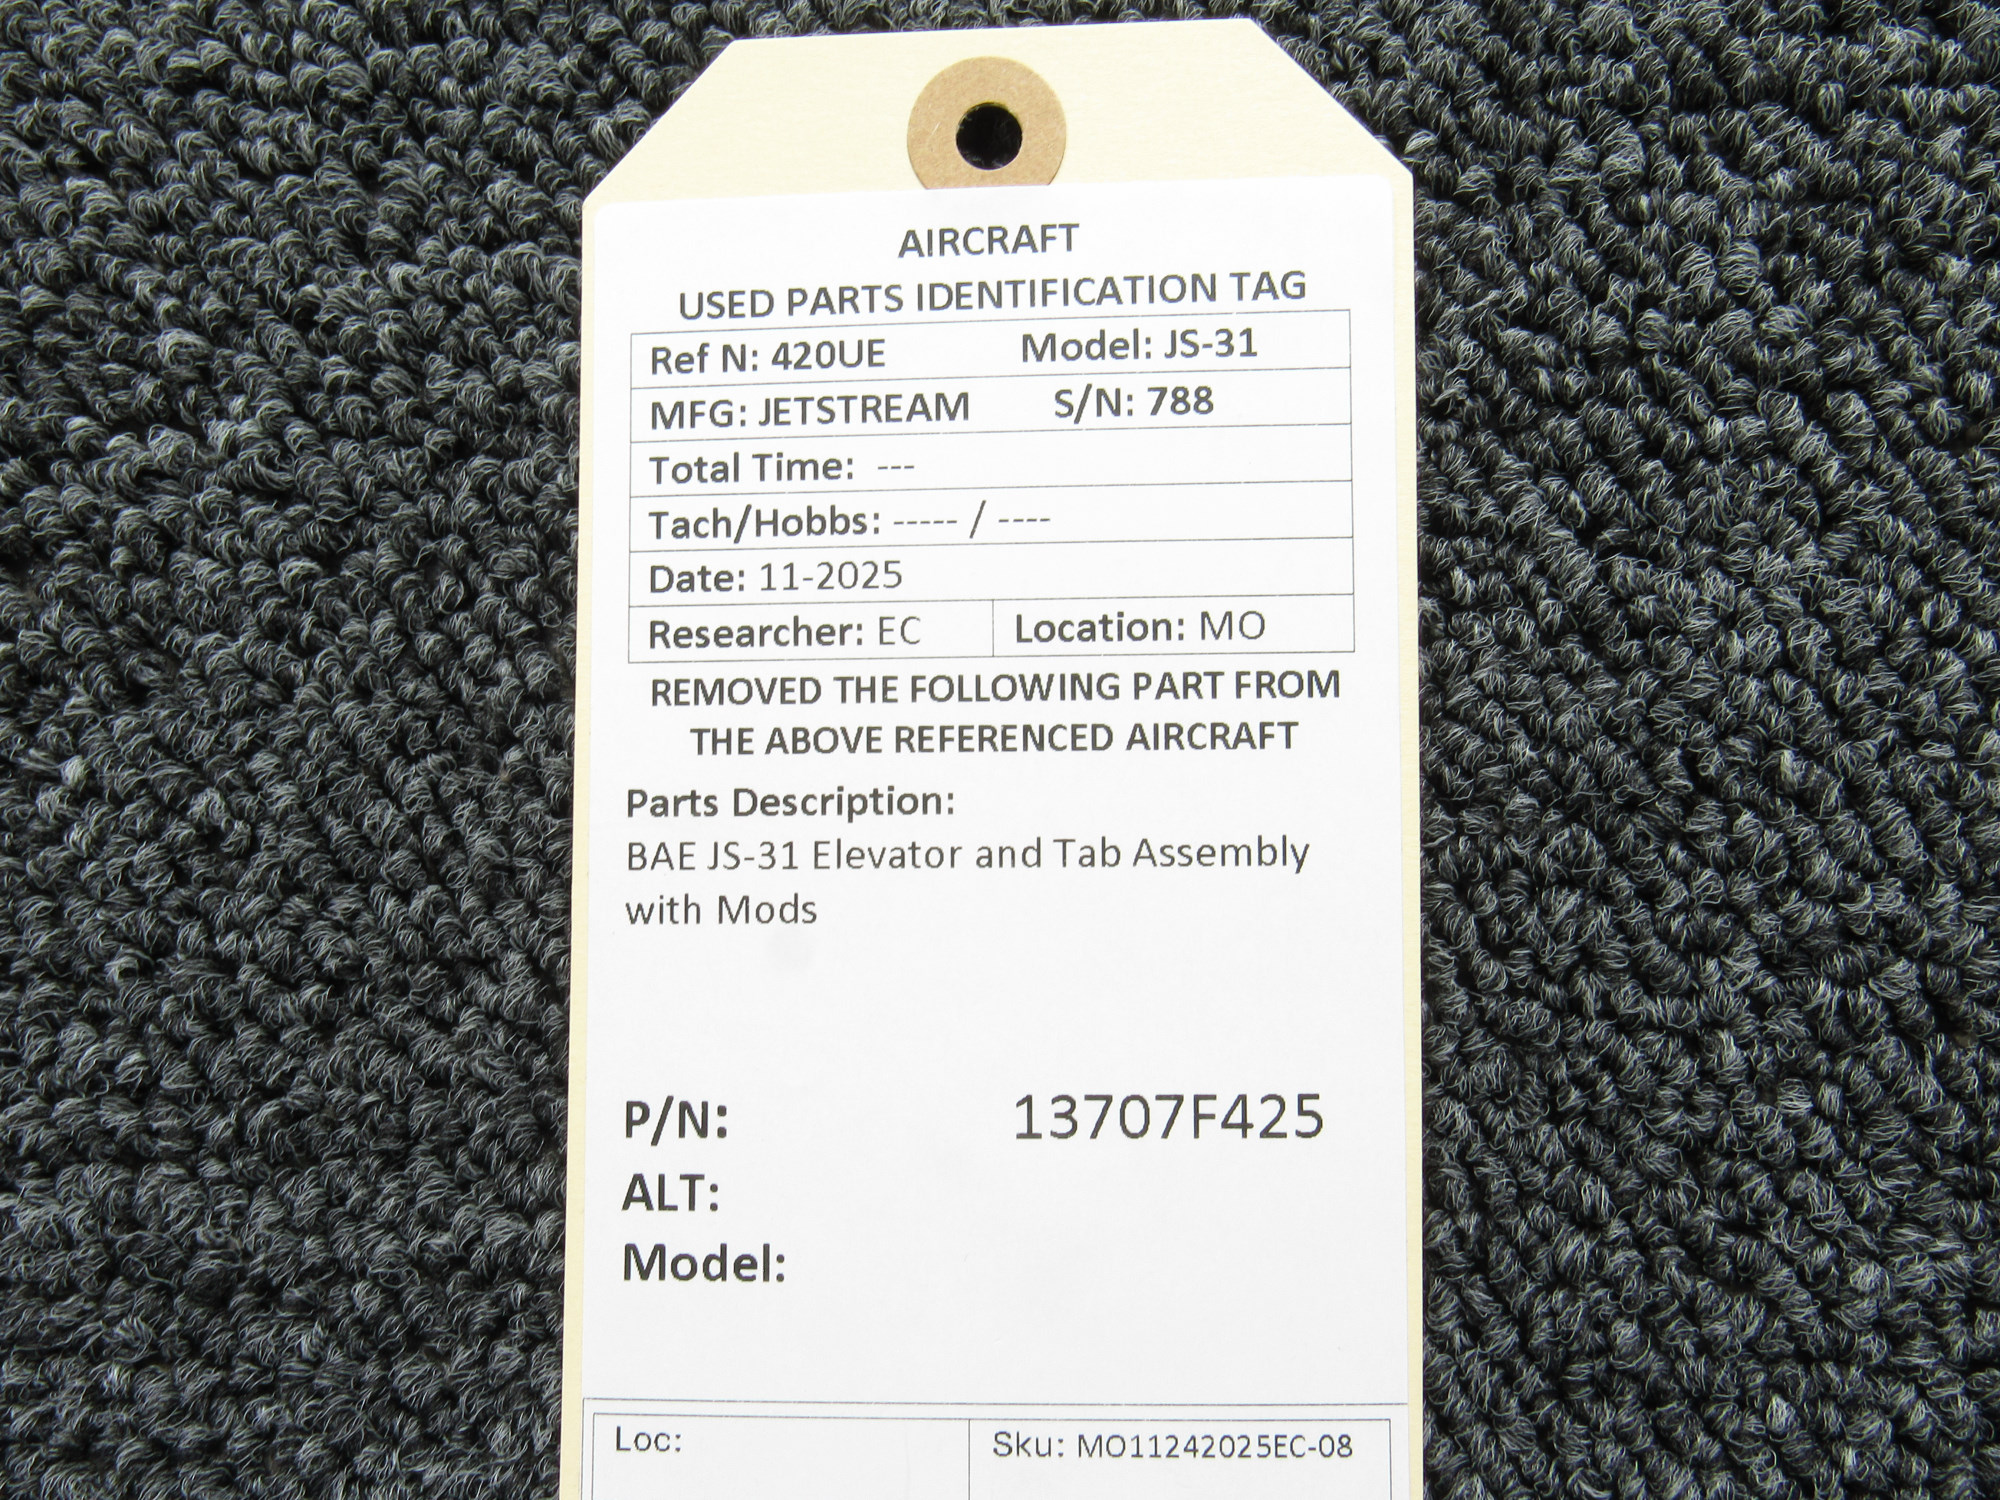 AIRCRAFT
USED PARTS IDENTIFICATION TAG
Ref N: 420UE Model: JS-31
MFG: JETSTREAM S/N: 788
Total Time: ---
Tach/Hobbs: ----- / ----
Date: 11-2025
Researcher: EC Location: MO
REMOVED THE FOLLOWING PART FROM
THE ABOVE REFERENCED AIRCRAFT
Parts Description:
BAE JS-31 Elevator and Tab Assembly
with Mods
P/N: 13707F425
ALT:
Model:
Loc: Sku: MO11242025EC-08